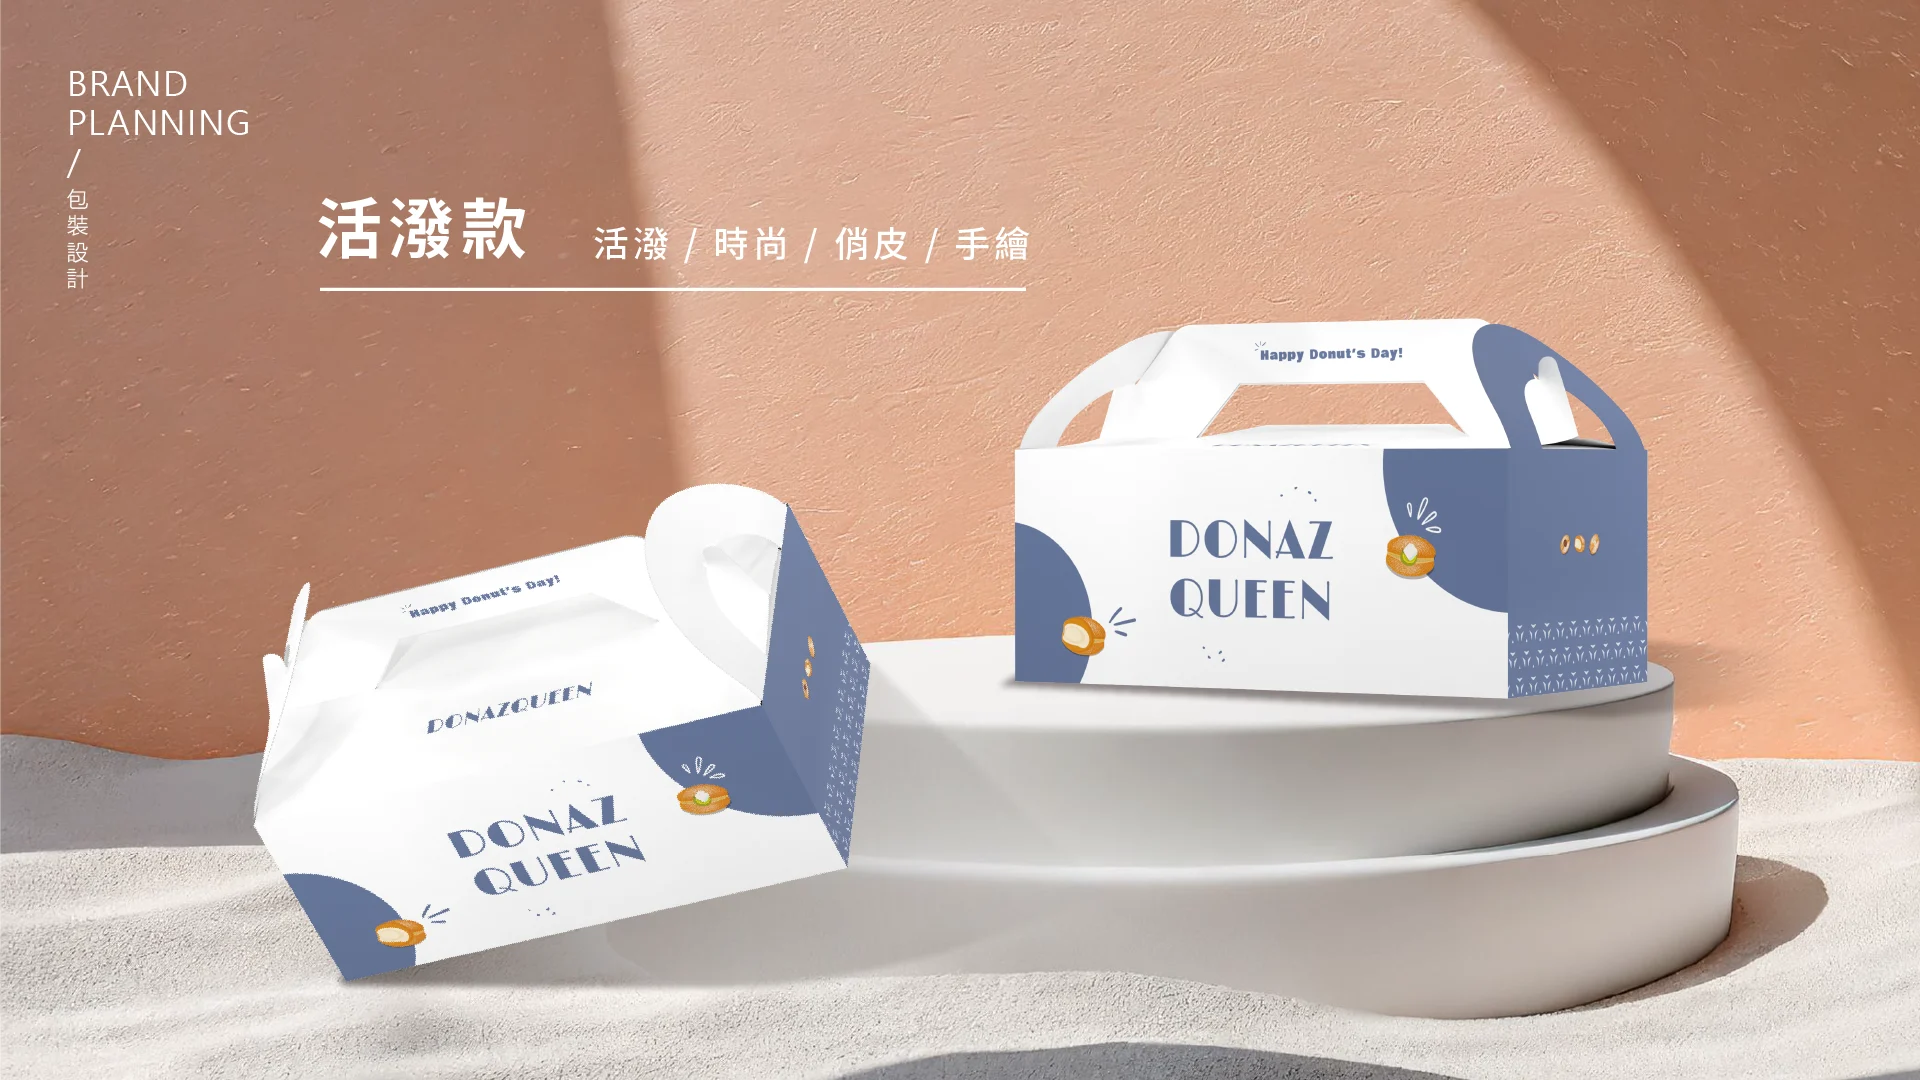 BRAND
PLANNING
/
包裝設計
活潑款
活潑 / 時尚 / 俏皮 / 手繪
Happy Donut's Day!
DONAZ
QUEEN
Happy Donut's Day!
DONAZQUEEN
DONAZ
QUEEN